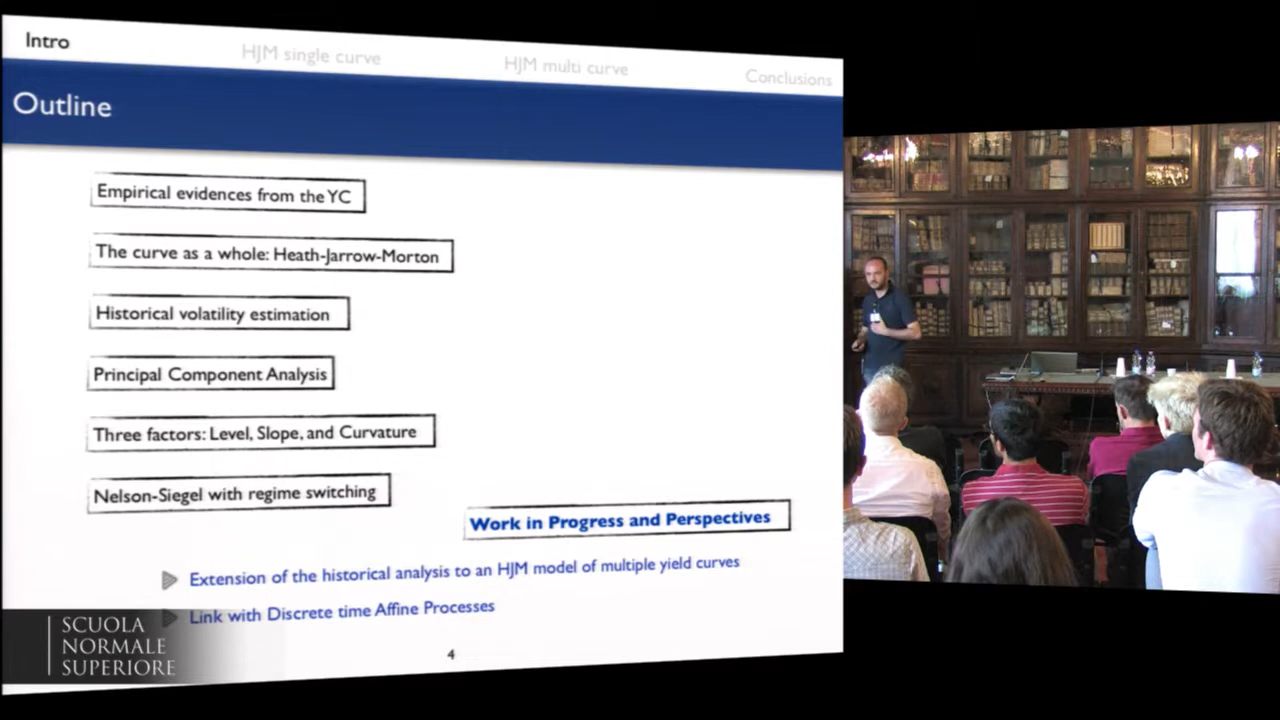 Intro
HJM single curve
HJM multi curve
Conclusions
Outline
Empirical evidences from the YC
The curve as a whole: Heath-Jarrow-Morton
Historical volatility estimation
Principal Component Analysis
Three factors: Level, Slope, and Curvature
Nelson-Siegel with regime switching
Work in Progress and Perspectives
Extension of the historical analysis to an HJM model of multiple yield curves
Link with Discrete time Affine Processes
4
SCUOLA
NORMALE
SUPERIORE